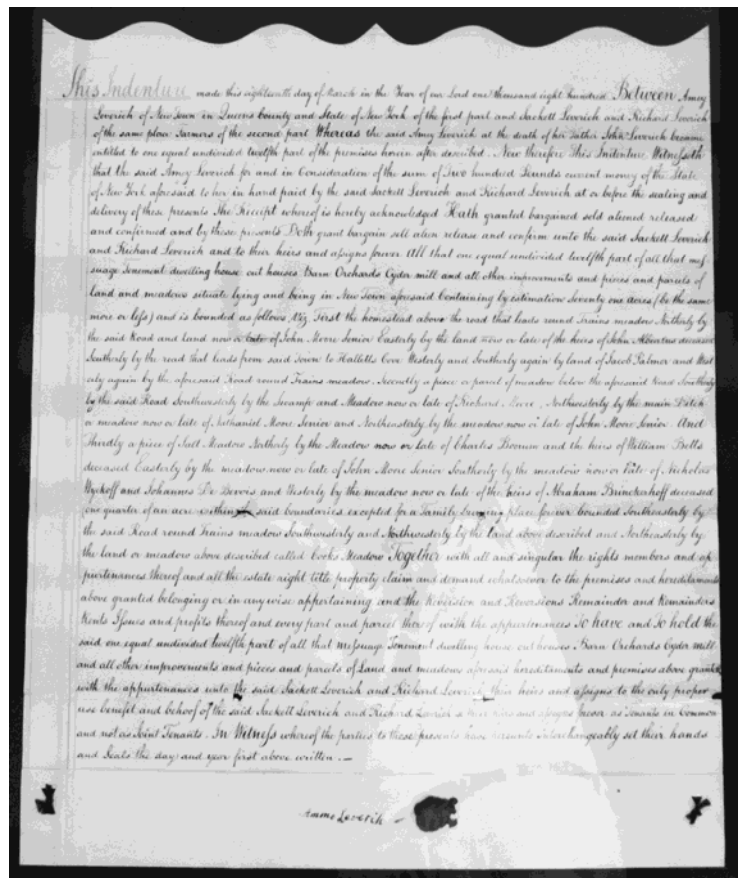 This Indenture made this eighteenth day of March in the Year of our Lord one thousand eight hundred Between Amey
Leverich of New Town in Queens County and State of New York of the first part and Sackett Leverich and Richard Leverich
of the same place Farmers of the second part Whereas the said Amey Leverich at the death of her Father John Leverich became
entitled to one equal undivided twelfth part of the premises herein after described. Now therefore this Indenture Witnesseth
that the said Amey Leverich for and in Consideration of the sum of Two hundred Pounds current money of the State
of New York aforesaid to her in hand paid by the said Sackett Leverich and Richard Leverich at or before the sealing and
delivery of these presents The Receipt whereof is hereby acknowledged Hath granted bargained sold aliened released
and confirmed and by these presents Doth grant bargain sell alien release and confirm unto the said Sackett Leverich
and Richard Leverich and to their heirs and assigns forever All that one equal undivided twelfth part of all that mes
suage Tenement dwelling house out houses Barn Orchards Cyder mill and all other improvements and pieces and parcels of
land and meadows situate lying and being in New Town aforesaid Containing by estimation Seventy one acres (be the same
more or less) and is bounded as follows Viz. First the homestead above the road that leads round Trains meadow Northerly by
the said Road and land now or late of John Moore Senior Easterly by the land now or late of the heirs of John deceased
Southerly by the road that leads from said Town to Halletts Cove Westerly and Southerly again by land of Jacob Palmer and West
erly again by the aforesaid Road round Trains meadow. Secondly a piece or parcel of meadow below the aforesaid Road Southerly
by the said Road Southwesterly by the Swamp and Meadow now or late of Richard Northwesterly by the main Ditch
or meadow now or late of Nathaniel Moore Senior and Northeasterly by the meadow now or late of John Moore Senior And
Thirdly a piece of Salt Meadow Northerly by the Meadow now or late of Charles Boorum and the heirs of William Betts
deceased Easterly by the meadow now or late of John Moore Senior Southerly by the meadow now or late of Nicholas
Wyckoff and Johannes De Bevois and Westerly by the meadow now or late of the heirs of Abraham Brinckerhoff deceased
one quarter of an acre within said boundaries excepted for a Family burying place forever bounded Southeasterly by
the said Road round Trains meadow Southwesterly and Northwesterly by the land above described and Northeasterly by
the land or meadow above described called Cooks Meadow Together with all and singular the rights members and ap
purtenances thereof and all the estate right title property claim and demand whatsoever to the premises and hereditaments
above granted belonging or in any wise appertaining and the Reversion and Reversions Remainder and Remainders
Rents Issues and profits thereof and every part and parcel thereof with the appurtenances To have and To hold the
said one equal undivided twelfth part of all that messuage Tenement dwelling house out houses Barn Orchards Cyder mill
and all other improvements and pieces and parcels of Land and meadows aforesaid hereditaments and premises above granted
with the appurtenances unto the said Sackett Leverich and Richard Leverich their heirs and assigns to the only proper
use benefit and behoof of the said Sackett Leverich and Richard Leverich their heirs and assigns forever as Tenants in Common
and not as Joint Tenants. In Witness whereof the parties to these presents have hereunto interchangeably set their hands
and Seals the day and year first above written.—
Amme Leverich